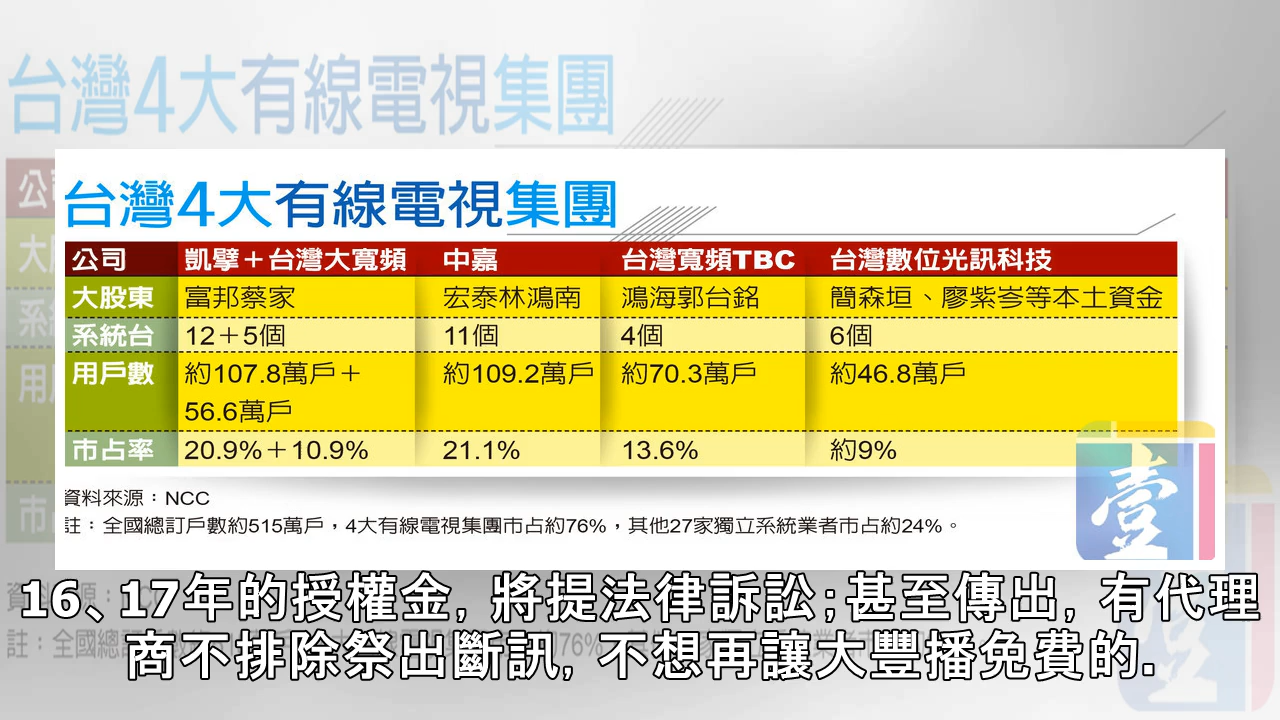 台灣4大有線電視集團
公司 凱擘＋台灣大寬頻 中嘉 台灣寬頻TBC 台灣數位光訊科技
大股東 富邦蔡家 宏泰林鴻南 鴻海郭台銘 簡森垣、廖紫岑等本土資金
系統台 12＋5個 11個 4個 6個
用戶數 約107.8萬戶＋ 約109.2萬戶 約70.3萬戶 約46.8萬戶
56.6萬戶
市占率 20.9%＋10.9% 21.1% 13.6% 約9%
壹
資料來源：NCC
註：全國總訂戶數約515萬戶，4大有線電視集團市占約76%，其他27家獨立系統業者市占約24%。
16、17年的授權金, 將提法律訴訟;甚至傳出, 有代理
商不排除祭出斷訊, 不想再讓大豐播免費的.